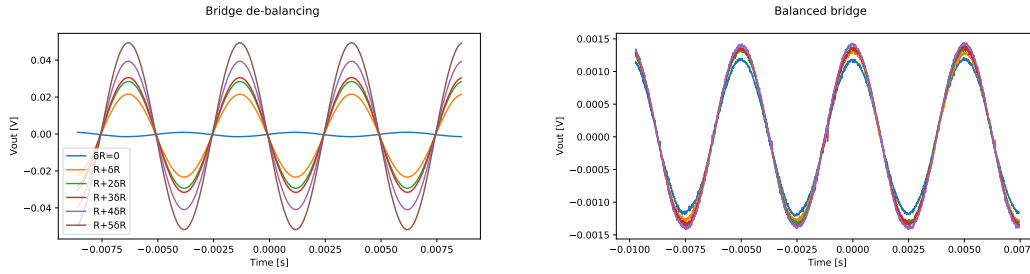 Bridge de-balancing
Vout [V]
0.04
0.02
0.00
−0.02
−0.04
δR=0
R+δR
R+2δR
R+3δR
R+4δR
R+5δR
−0.0075
−0.0050
−0.0025
0.0000
0.0025
0.0050
0.0075
Time [s]
Balanced bridge
Vout [V]
0.0015
0.0010
0.0005
0.0000
−0.0005
−0.0010
−0.0015
−0.0100
−0.0075
−0.0050
−0.0025
0.0000
0.0025
0.0050
0.007
Time [s]